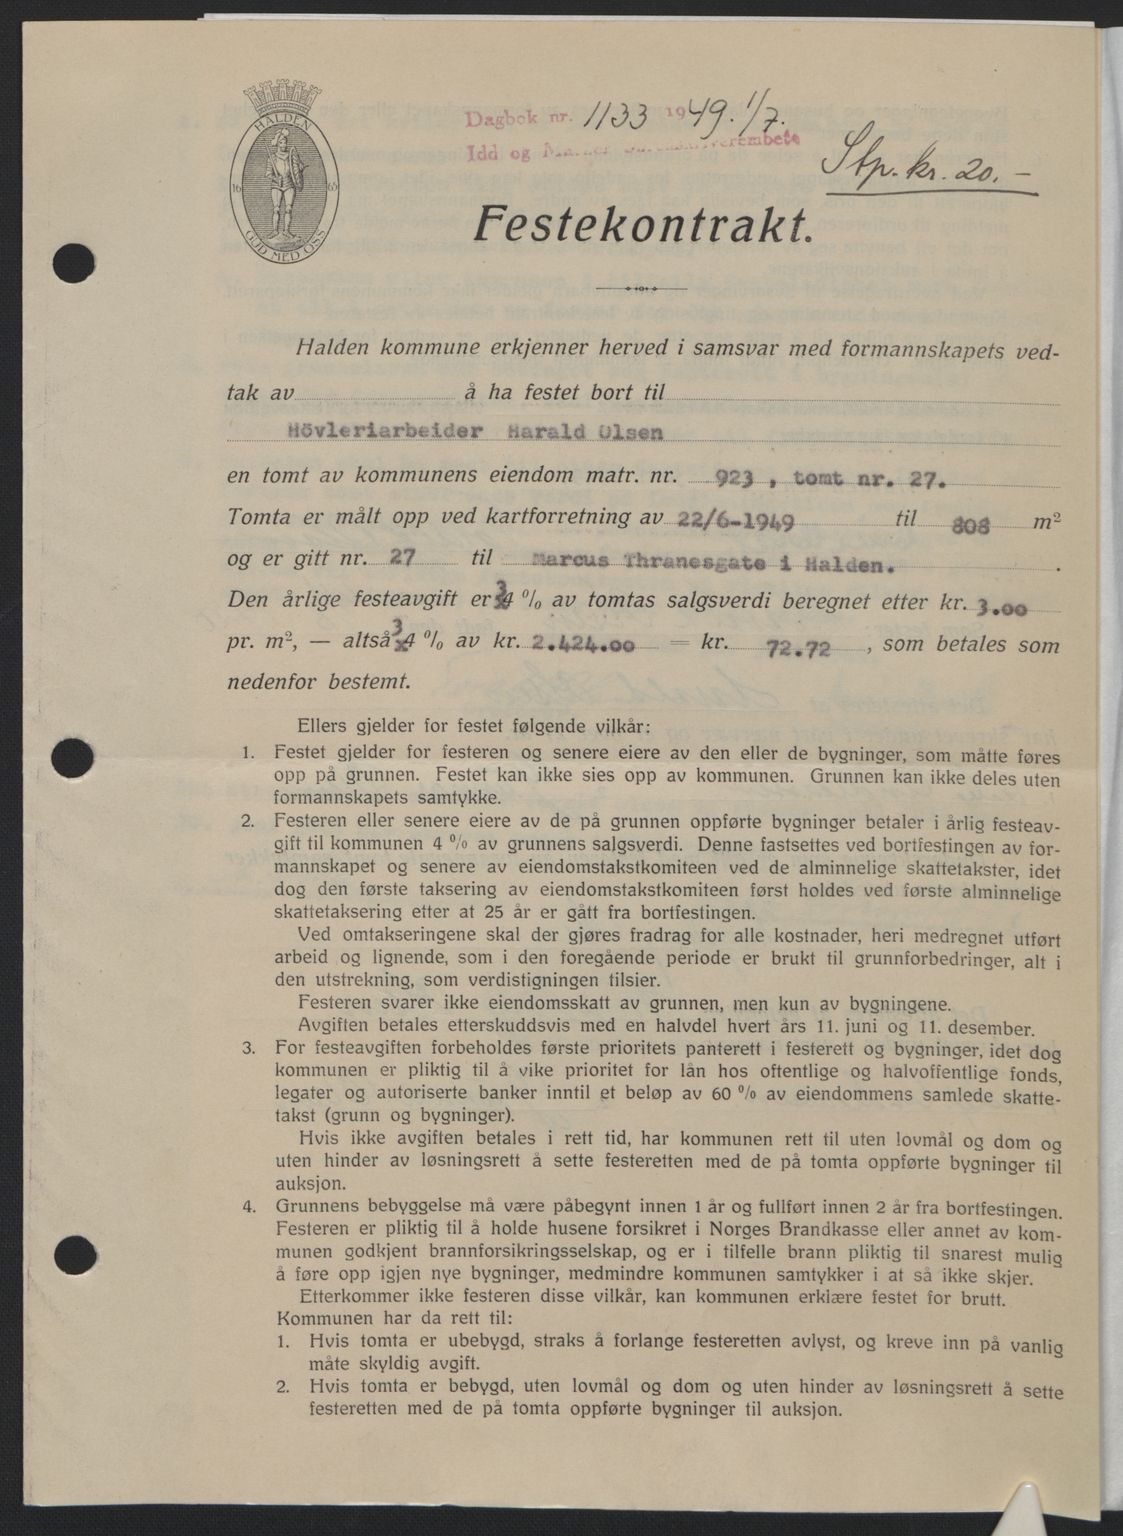 HALDEN
16 65
GUD MED OSS
Dagbok nr. 1133 1949. 1/7.
Idd og Marker Sorenskriverembete
Stp. kr. 20.-
Festekontrakt.
Halden kommune erkjenner herved i samsvar med formannskapets ved-
tak av å ha festet bort til
Hövleriarbeider Harald Olsen
en tomt av kommunens eiendom matr. nr. 923 , tomt nr. 27.
Tomta er målt opp ved kartforretning av 22/6-1949 til 808 m²
og er gitt nr. 27 til Marcus Thranesgate i Halden. .
Den årlige festeavgift er 3 4 % av tomtas salgsverdi beregnet etter kr. 3.00
pr. m², — altså 3 4 % av kr. 2.424.00 = kr. 72.72 , som betales som
nedenfor bestemt.
Ellers gjelder for festet følgende vilkår:
1. Festet gjelder for festeren og senere eiere av den eller de bygninger, som måtte føres
opp på grunnen. Festet kan ikke sies opp av kommunen. Grunnen kan ikke deles uten
formannskapets samtykke.
2. Festeren eller senere eiere av de på grunnen oppførte bygninger betaler i årlig festeav-
gift til kommunen 4 % av grunnens salgsverdi. Denne fastsettes ved bortfestingen av for-
mannskapet og senere av eiendomstakstkomiteen ved de alminnelige skattetakster, idet
dog den første taksering av eiendomstakstkomiteen først holdes ved første alminnelige
skattetaksering etter at 25 år er gått fra bortfestingen.
Ved omtakseringene skal der gjøres fradrag for alle kostnader, heri medregnet utført
arbeid og lignende, som i den foregående periode er brukt til grunnforbedringer, alt i
den utstrekning, som verdistigningen tilsier.
Festeren svarer ikke eiendomsskatt av grunnen, men kun av bygningene.
Avgiften betales etterskuddsvis med en halvdel hvert års 11. juni og 11. desember.
3. For festeavgiften forbeholdes første prioritets panterett i festerett og bygninger, idet dog
kommunen er pliktig til å vike prioritet for lån hos oftentlige og halvoffentlige fonds,
legater og autoriserte banker inntil et beløp av 60 % av eiendommens samlede skatte-
takst (grunn og bygninger).
Hvis ikke avgiften betales i rett tid, har kommunen rett til uten lovmål og dom og
uten hinder av løsningsrett å sette festeretten med de på tomta oppførte bygninger til
auksjon.
4. Grunnens bebyggelse må være påbegynt innen 1 år og fullført innen 2 år fra bortfestingen.
Festeren er pliktig til å holde husene forsikret i Norges Brandkasse eller annet av kom-
munen godkjent brannforsikringsselskap, og er i tilfelle brann pliktig til snarest mulig
å føre opp igjen nye bygninger, medmindre kommunen samtykker i at så ikke skjer.
Etterkommer ikke festeren disse vilkår, kan kommunen erklære festet for brutt.
Kommunen har da rett til:
1. Hvis tomta er ubebygd, straks å forlange festeretten avlyst, og kreve inn på vanlig
måte skyldig avgift.
2. Hvis tomta er bebygd, uten lovmål og dom og uten hinder av løsningsrett å sette
festeretten med de på tomta oppførte bygninger til auksjon.